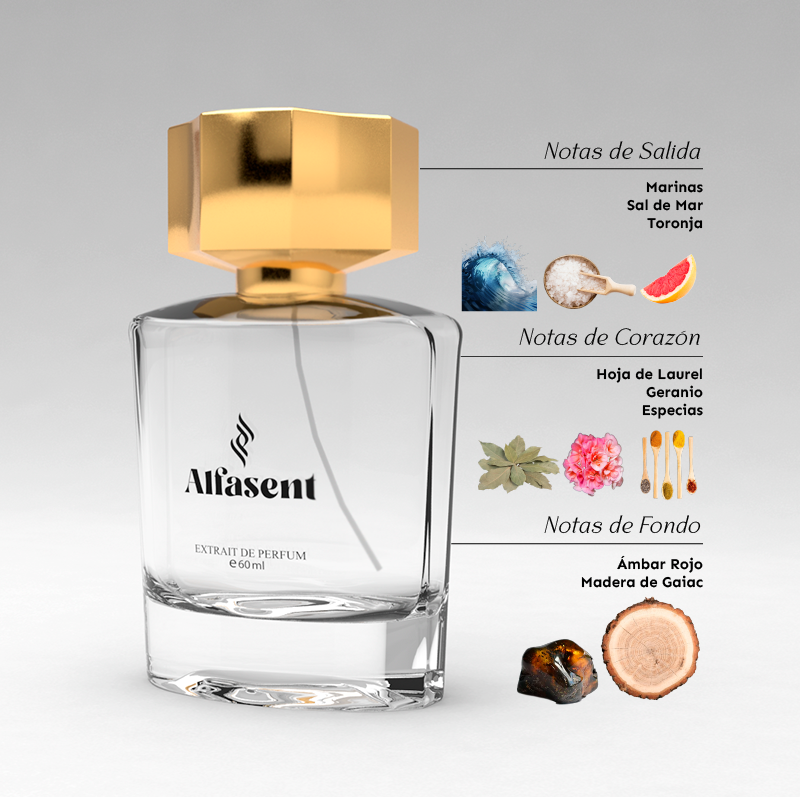 Notas de Salida
Marinas
Sal de Mar
Toronja
Notas de Corazón
Hoja de Laurel
Geranio
Especias
Notas de Fondo
Ámbar Rojo
Madera de Gaiac
Alfasent
EXTRAIT DE PERFUM
e60ml